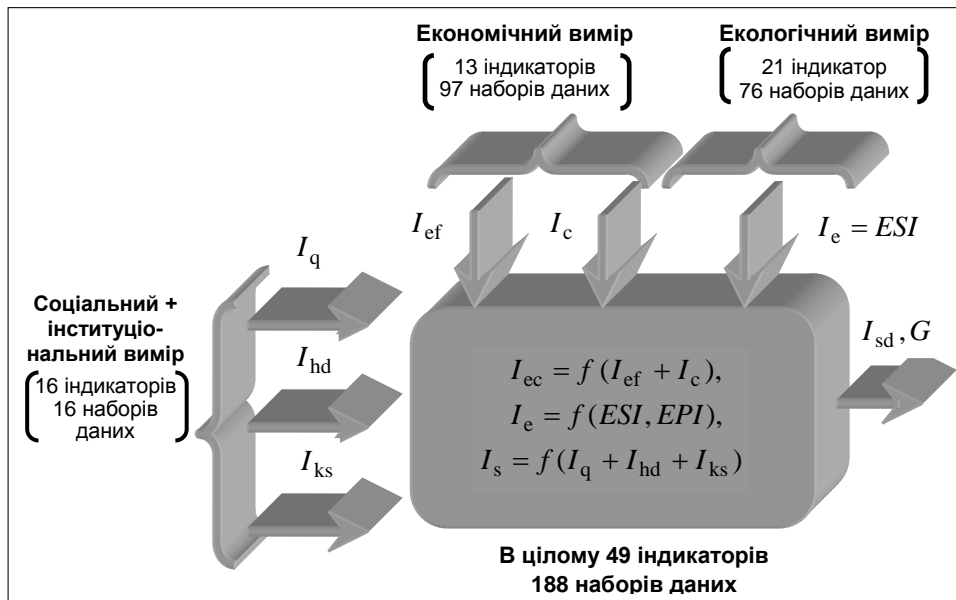 Економічний вимір
13 індикаторів
97 наборів даних
Екологічний вимір
21 індикатор
76 наборів даних
I_ef
I_c
I_e = ESI
I_q
Соціальний +
інституціо-
нальний вимір
16 індикаторів
16 наборів
даних
I_hd
I_ks
I_ec = f (I_ef + I_c),
I_e = f(ESI, EPI),
I_s = f(I_q + I_hd + I_ks)
I_sd, G
В цілому 49 індикаторів
188 наборів даних